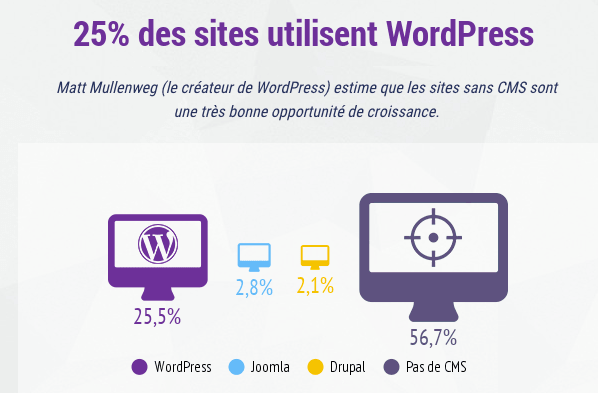 25% des sites utilisent WordPress
Matt Mullenweg (le créateur de WordPress) estime que les sites sans CMS sont
une très bonne opportunité de croissance.
25,5%
2,8%
2,1%
56,7%
WordPress Joomla Drupal Pas de CMS